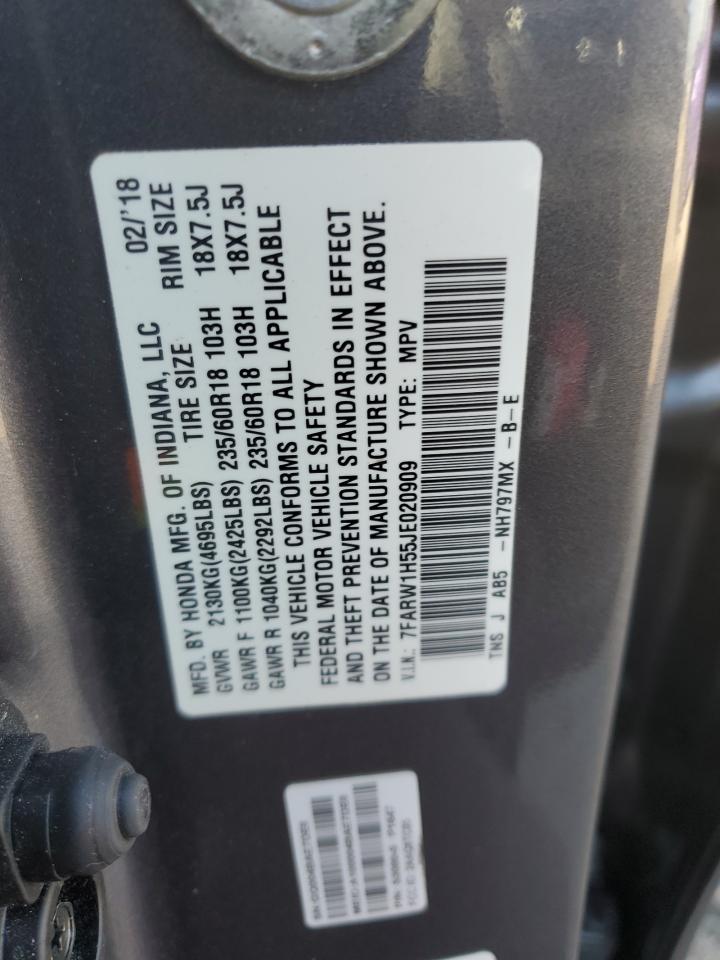 MFD. BY HONDA MFG. OF INDIANA, LLC 02/'18
GVWR 2130KG(4695LBS) TIRE SIZE RIM SIZE
GAWR F 1100KG(2425LBS) 235/60R18 103H 18X7.5J
GAWR R 1040KG(2292LBS) 235/60R18 103H 18X7.5J
THIS VEHICLE CONFORMS TO ALL APPLICABLE
FEDERAL MOTOR VEHICLE SAFETY
AND THEFT PREVENTION STANDARDS IN EFFECT
ON THE DATE OF MANUFACTURE SHOWN ABOVE.
V.I.N.: 7FARW1H55JE020909 TYPE: MPV
TNS J AB5 -NH797MX -B-E